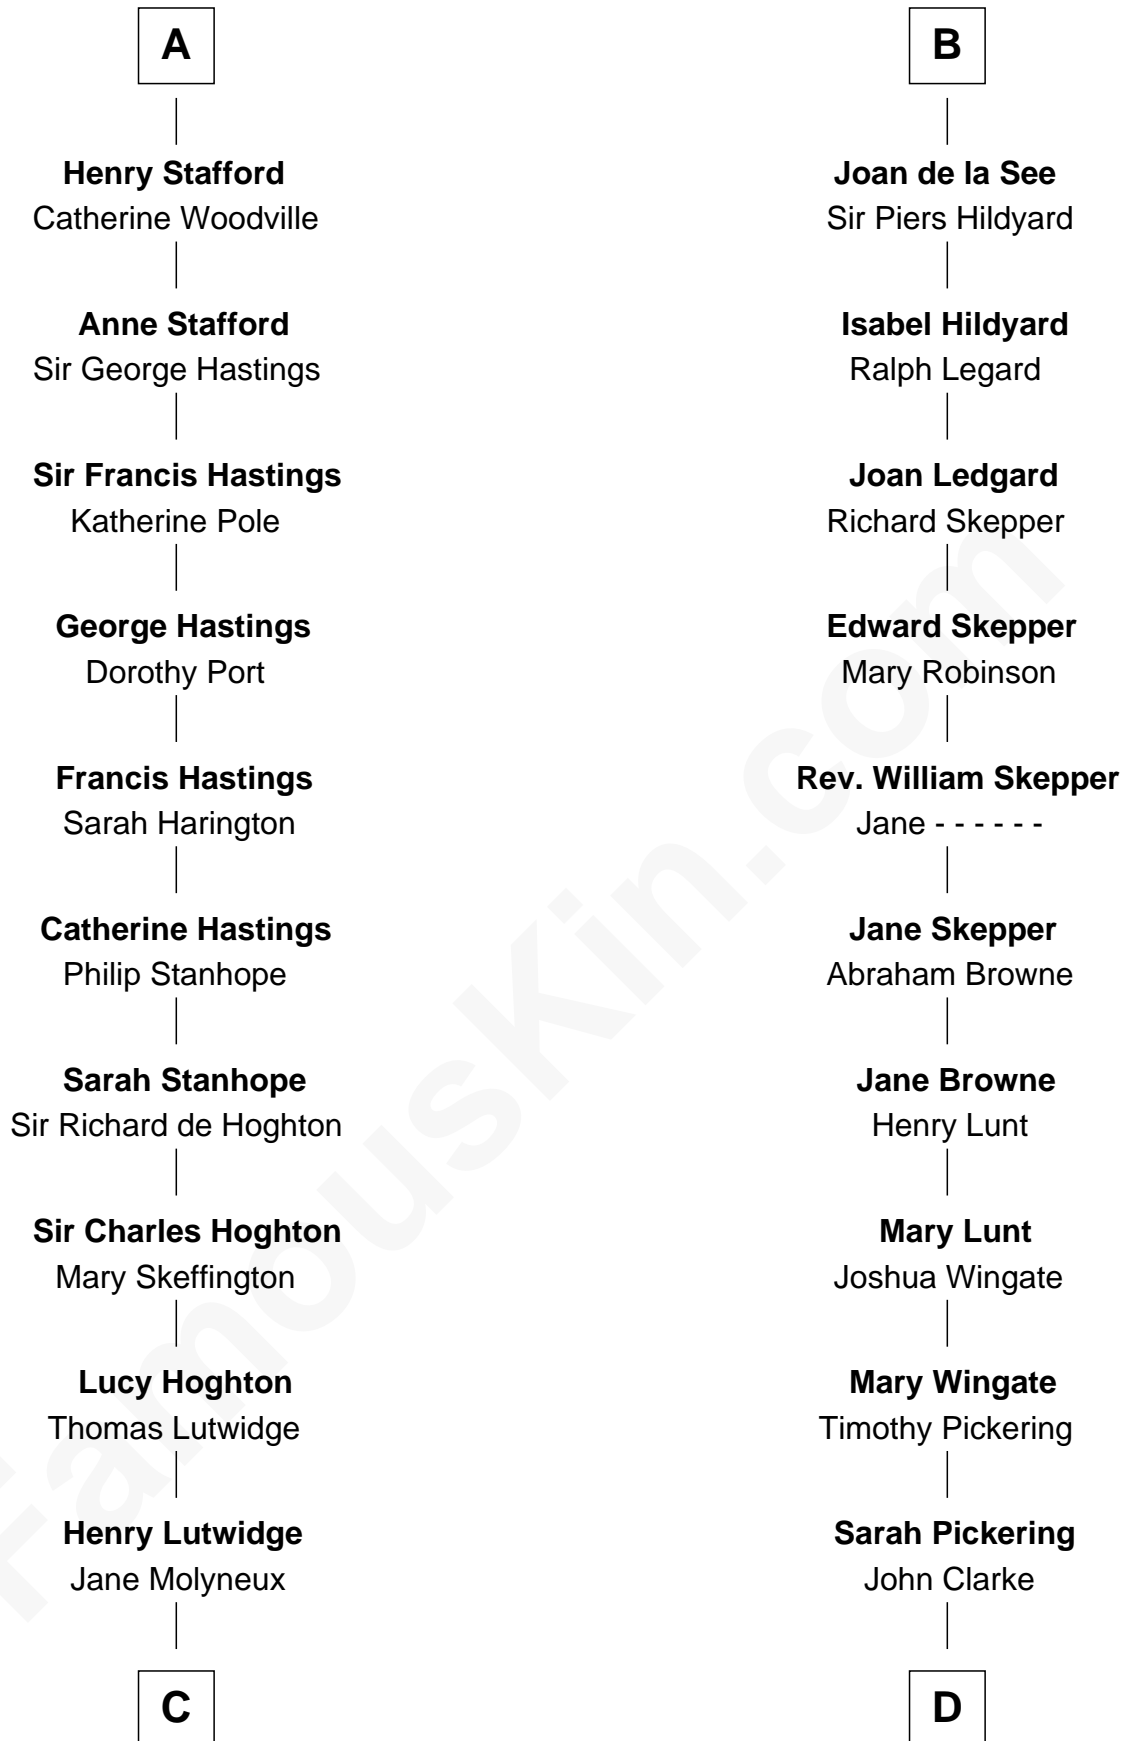 A
Henry Stafford
Catherine Woodville
Anne Stafford
Sir George Hastings
Sir Francis Hastings
Katherine Pole
George Hastings
Dorothy Port
Francis Hastings
Sarah Harington
Catherine Hastings
Philip Stanhope
Sarah Stanhope
Sir Richard de Hoghton
Sir Charles Hoghton
Mary Skeffington
Lucy Hoghton
Thomas Lutwidge
Henry Lutwidge
Jane Molyneux
C
B
Joan de la See
Sir Piers Hildyard
Isabel Hildyard
Ralph Legard
Joan Ledgard
Richard Skepper
Edward Skepper
Mary Robinson
Rev. William Skepper
Jane - - - - - -
Jane Skepper
Abraham Browne
Jane Browne
Henry Lunt
Mary Lunt
Joshua Wingate
Mary Wingate
Timothy Pickering
Sarah Pickering
John Clarke
D
FamousKin.com